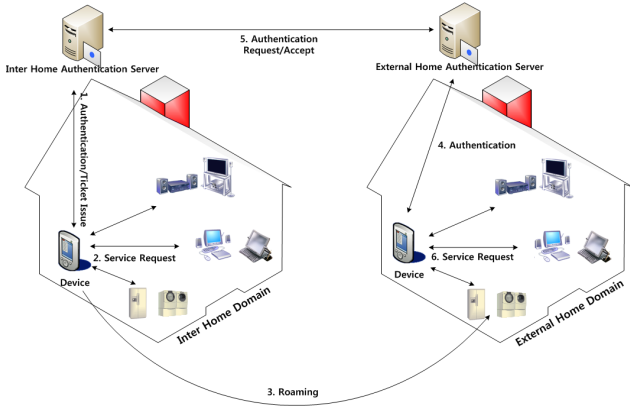 5. Authentication
Request/Accept
Inter Home Authentication Server
External Home Authentication Server
1. Authentication/Ticket Issue
4. Authentication
2. Service Request
6. Service Request
Device
Device
Inter Home Domain
External Home Domain
3. Roaming